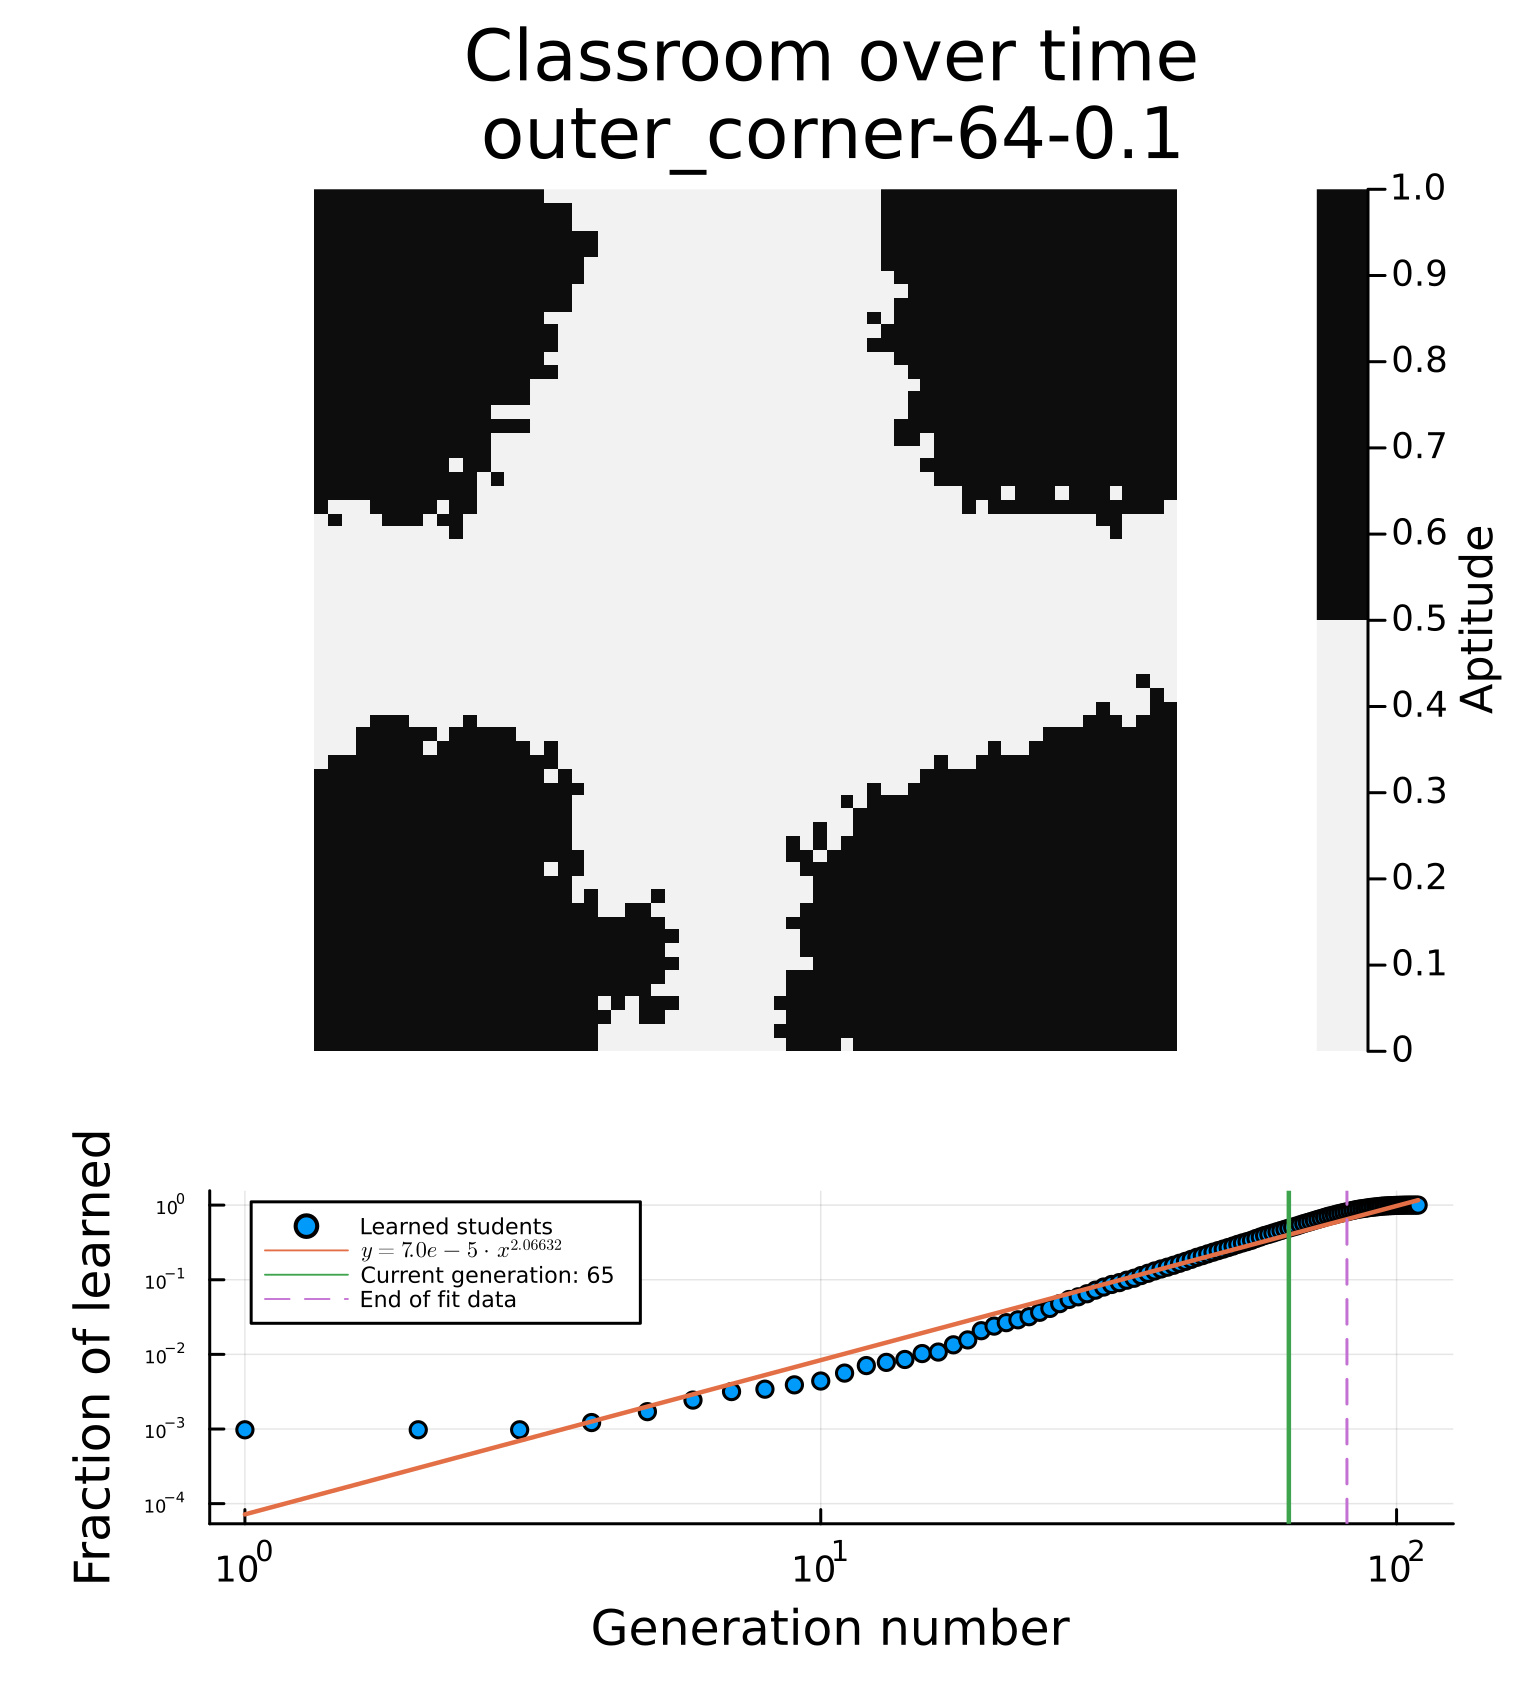 Classroom over time
outer_corner-64-0.1
1.0
0.9
0.8
0.7
0.6
0.5
0.4
0.3
0.2
0.1
0
Aptitude
Fraction of learned
10^0
10^-1
10^-2
10^-3
10^-4
Learned students
y = 7.0e − 5 · x^2.06632
Current generation: 65
End of fit data
10^0
10^1
10^2
Generation number